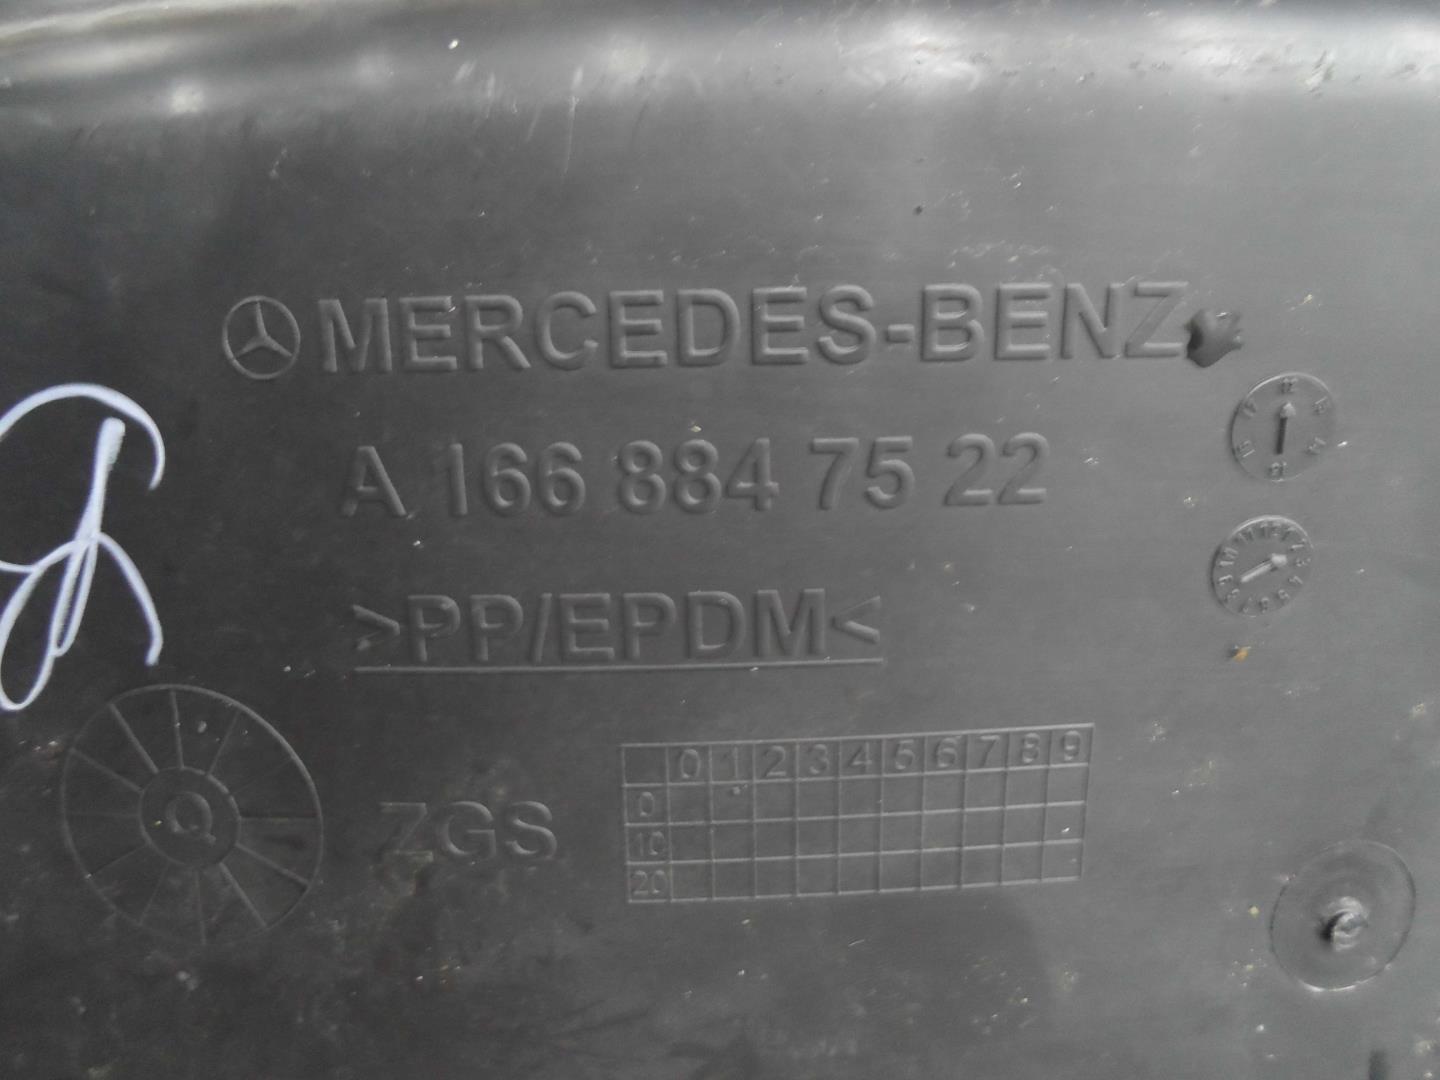 MERCEDES-BENZ
A 166 884 75 22
>PP/EPDM<
Q
ZGS
0 1 2 3 4 5 6 7 8 9
0
10
20